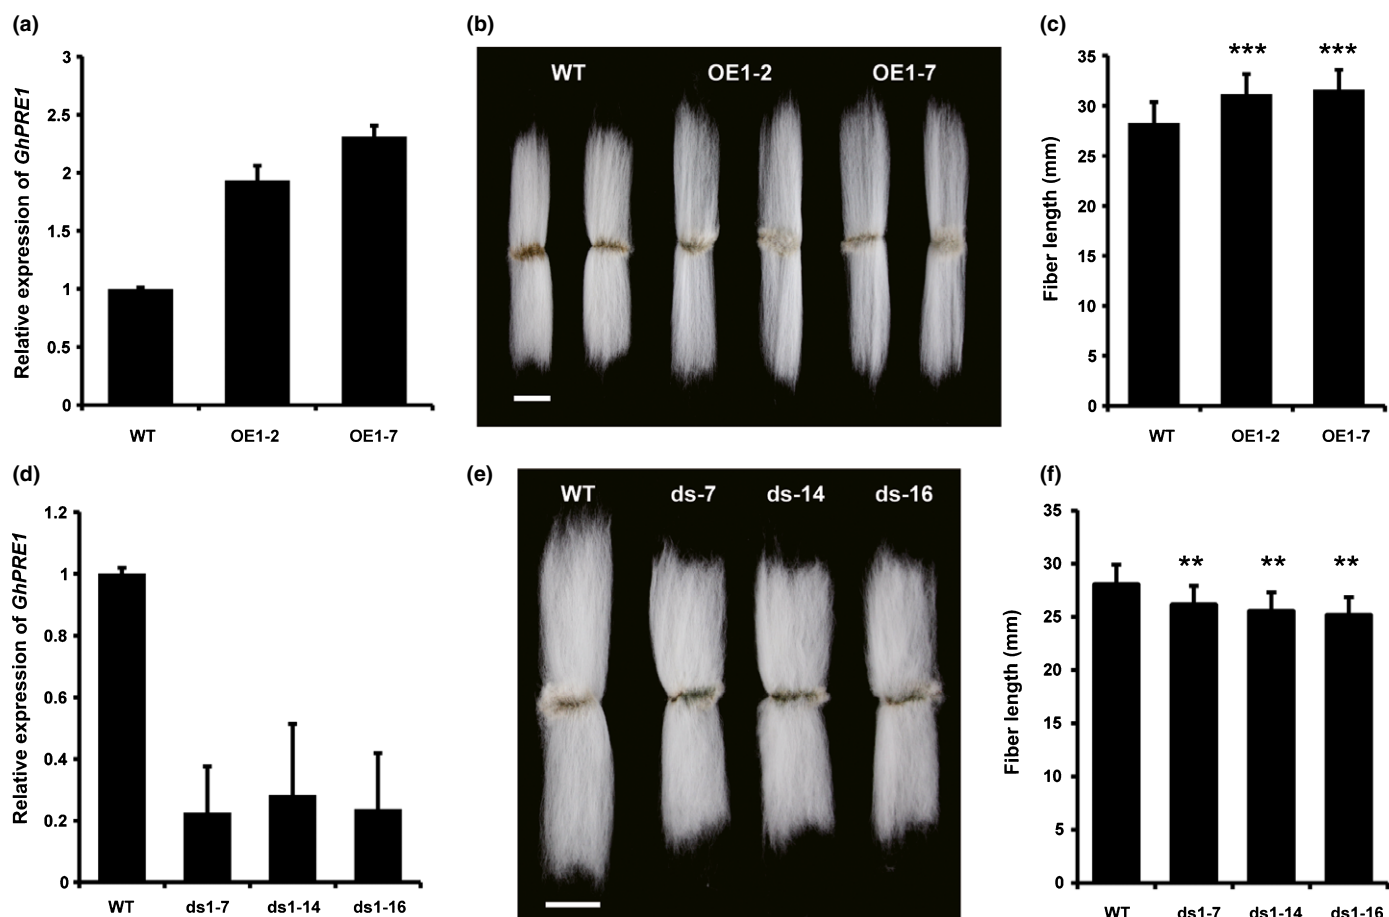 (a)
Relative expression of GhPRE1
3
2.5
2
1.5
1
0.5
0
WT
OE1-2
OE1-7
(b)
WT
OE1-2
OE1-7
(c)
Fiber length (mm)
35
30
25
20
15
10
5
0
***
***
WT
OE1-2
OE1-7
(d)
Relative expression of GhPRE1
1.2
1
0.8
0.6
0.4
0.2
0
WT
ds1-7
ds1-14
ds1-16
(e)
WT
ds-7
ds-14
ds-16
(f)
Fiber length (mm)
35
30
25
20
15
10
5
0
**
**
**
WT
ds1-7
ds1-14
ds1-16